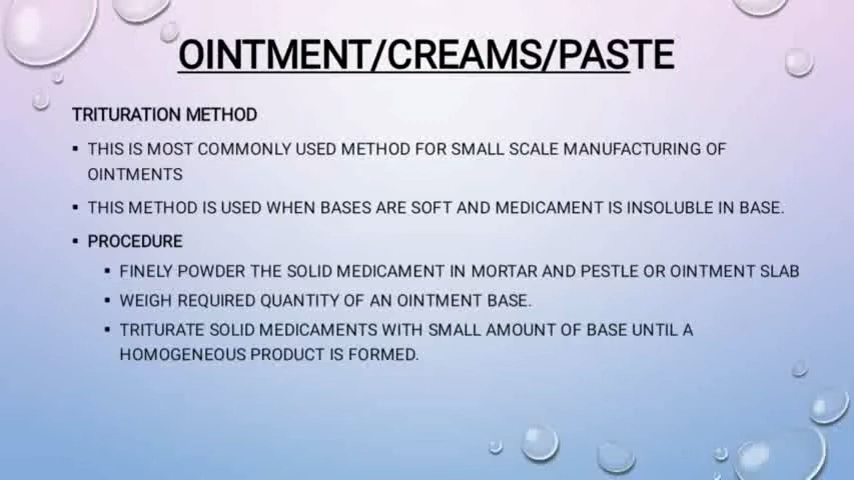 OINTMENT/CREAMS/PASTE
TRITURATION METHOD
▪ THIS IS MOST COMMONLY USED METHOD FOR SMALL SCALE MANUFACTURING OF
OINTMENTS
▪ THIS METHOD IS USED WHEN BASES ARE SOFT AND MEDICAMENT IS INSOLUBLE IN BASE.
▪ PROCEDURE
▪ FINELY POWDER THE SOLID MEDICAMENT IN MORTAR AND PESTLE OR OINTMENT SLAB
▪ WEIGH REQUIRED QUANTITY OF AN OINTMENT BASE.
▪ TRITURATE SOLID MEDICAMENTS WITH SMALL AMOUNT OF BASE UNTIL A
HOMOGENEOUS PRODUCT IS FORMED.